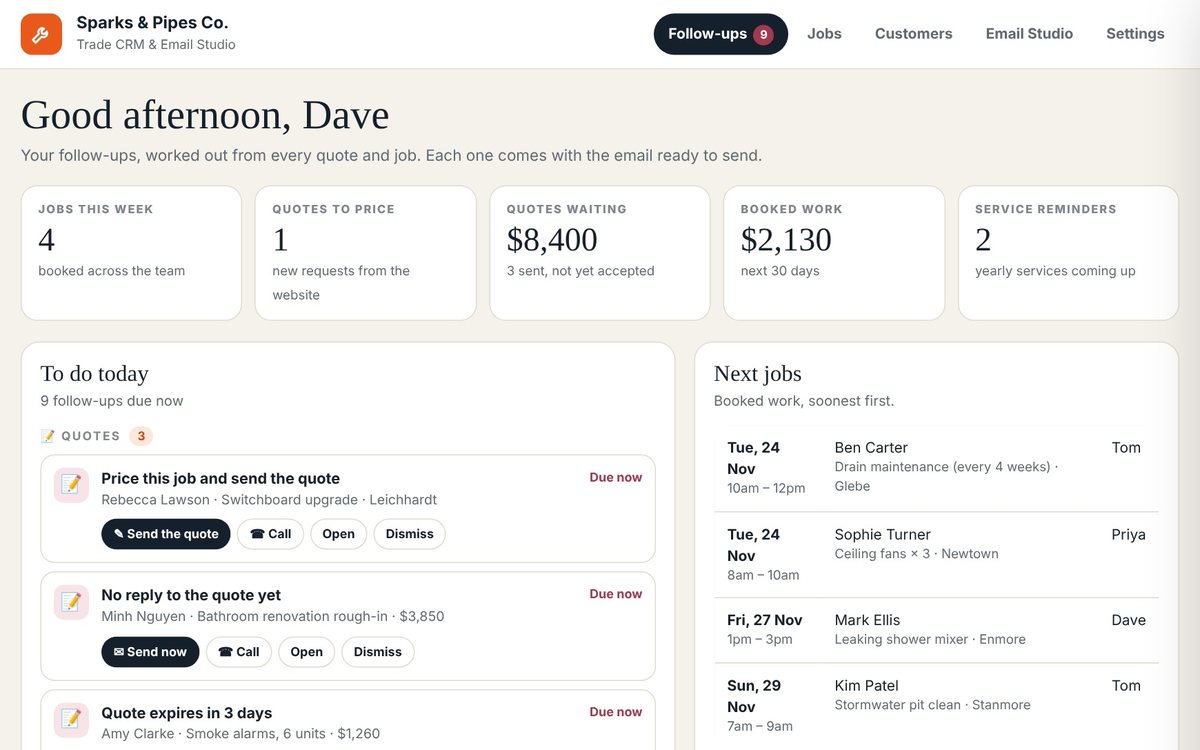 Sparks & Pipes Co.
Trade CRM & Email Studio
Follow-ups 9
Jobs
Customers
Email Studio
Settings
Good afternoon, Dave
Your follow-ups, worked out from every quote and job. Each one comes with the email ready to send.
JOBS THIS WEEK
4
booked across the team
QUOTES TO PRICE
1
new requests from the
website
QUOTES WAITING
$8,400
3 sent, not yet accepted
BOOKED WORK
$2,130
next 30 days
SERVICE REMINDERS
2
yearly services coming up
To do today
9 follow-ups due now
📝 QUOTES 3
📝 Price this job and send the quote
Due now
Rebecca Lawson · Switchboard upgrade · Leichhardt
✎ Send the quote
☎ Call
Open
Dismiss
📝 No reply to the quote yet
Due now
Minh Nguyen · Bathroom renovation rough-in · $3,850
✉ Send now
☎ Call
Open
Dismiss
📝 Quote expires in 3 days
Due now
Amy Clarke · Smoke alarms, 6 units · $1,260
Next jobs
Booked work, soonest first.
Tue, 24
Nov
10am – 12pm
Ben Carter
Drain maintenance (every 4 weeks) ·
Glebe
Tom
Tue, 24
Nov
8am – 10am
Sophie Turner
Ceiling fans × 3 · Newtown
Priya
Fri, 27 Nov
1pm – 3pm
Mark Ellis
Leaking shower mixer · Enmore
Dave
Sun, 29
Nov
7am – 9am
Kim Patel
Stormwater pit clean · Stanmore
Tom